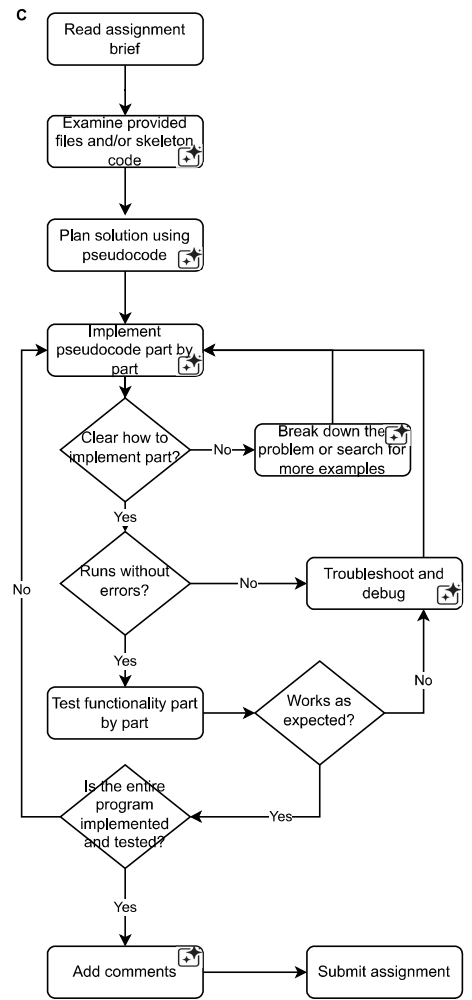 C
Read assignment
brief
Examine provided
files and/or skeleton
code
Plan solution using
pseudocode
Implement
pseudocode part by
part
Clear how to
implement part?
No
Break down the
problem or search for
more examples
Yes
Runs without
errors?
No
Troubleshoot and
debug
No
Yes
Test functionality part
by part
Works as
expected?
No
Is the entire
program
implemented
and tested?
Yes
Yes
Add comments
Submit assignment